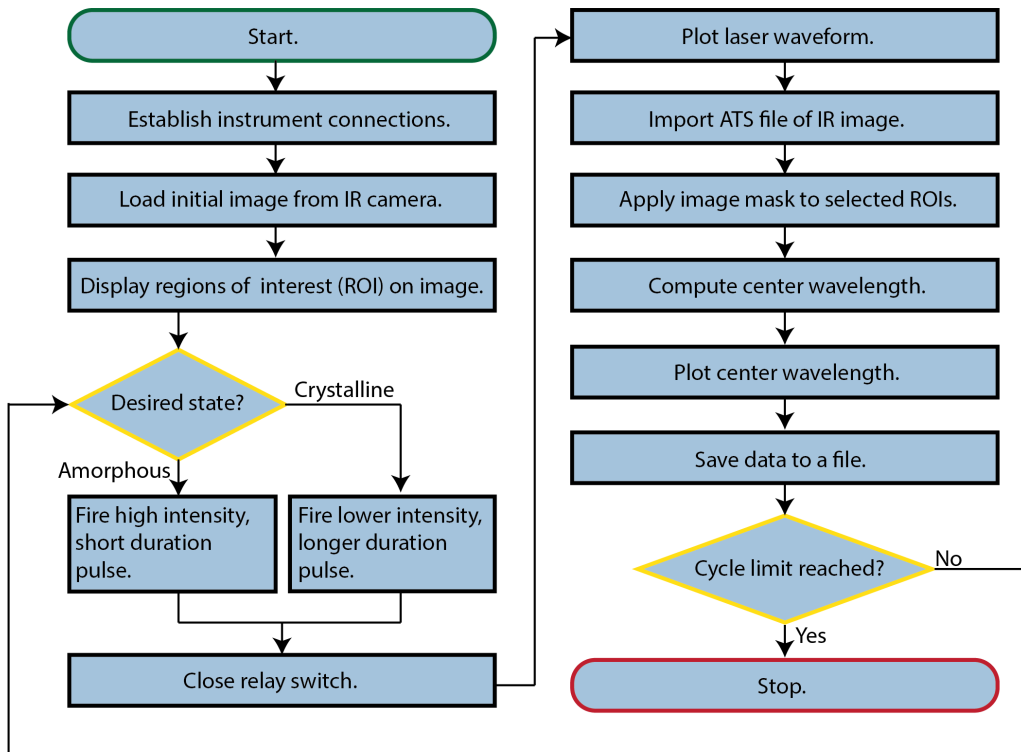 Start.
Establish instrument connections.
Load initial image from IR camera.
Display regions of interest (ROI) on image.
Desired state?
Crystalline
Amorphous
Fire high intensity,
short duration
pulse.
Fire lower intensity,
longer duration
pulse.
Close relay switch.
Plot laser waveform.
Import ATS file of IR image.
Apply image mask to selected ROIs.
Compute center wavelength.
Plot center wavelength.
Save data to a file.
Cycle limit reached?
No
Yes
Stop.